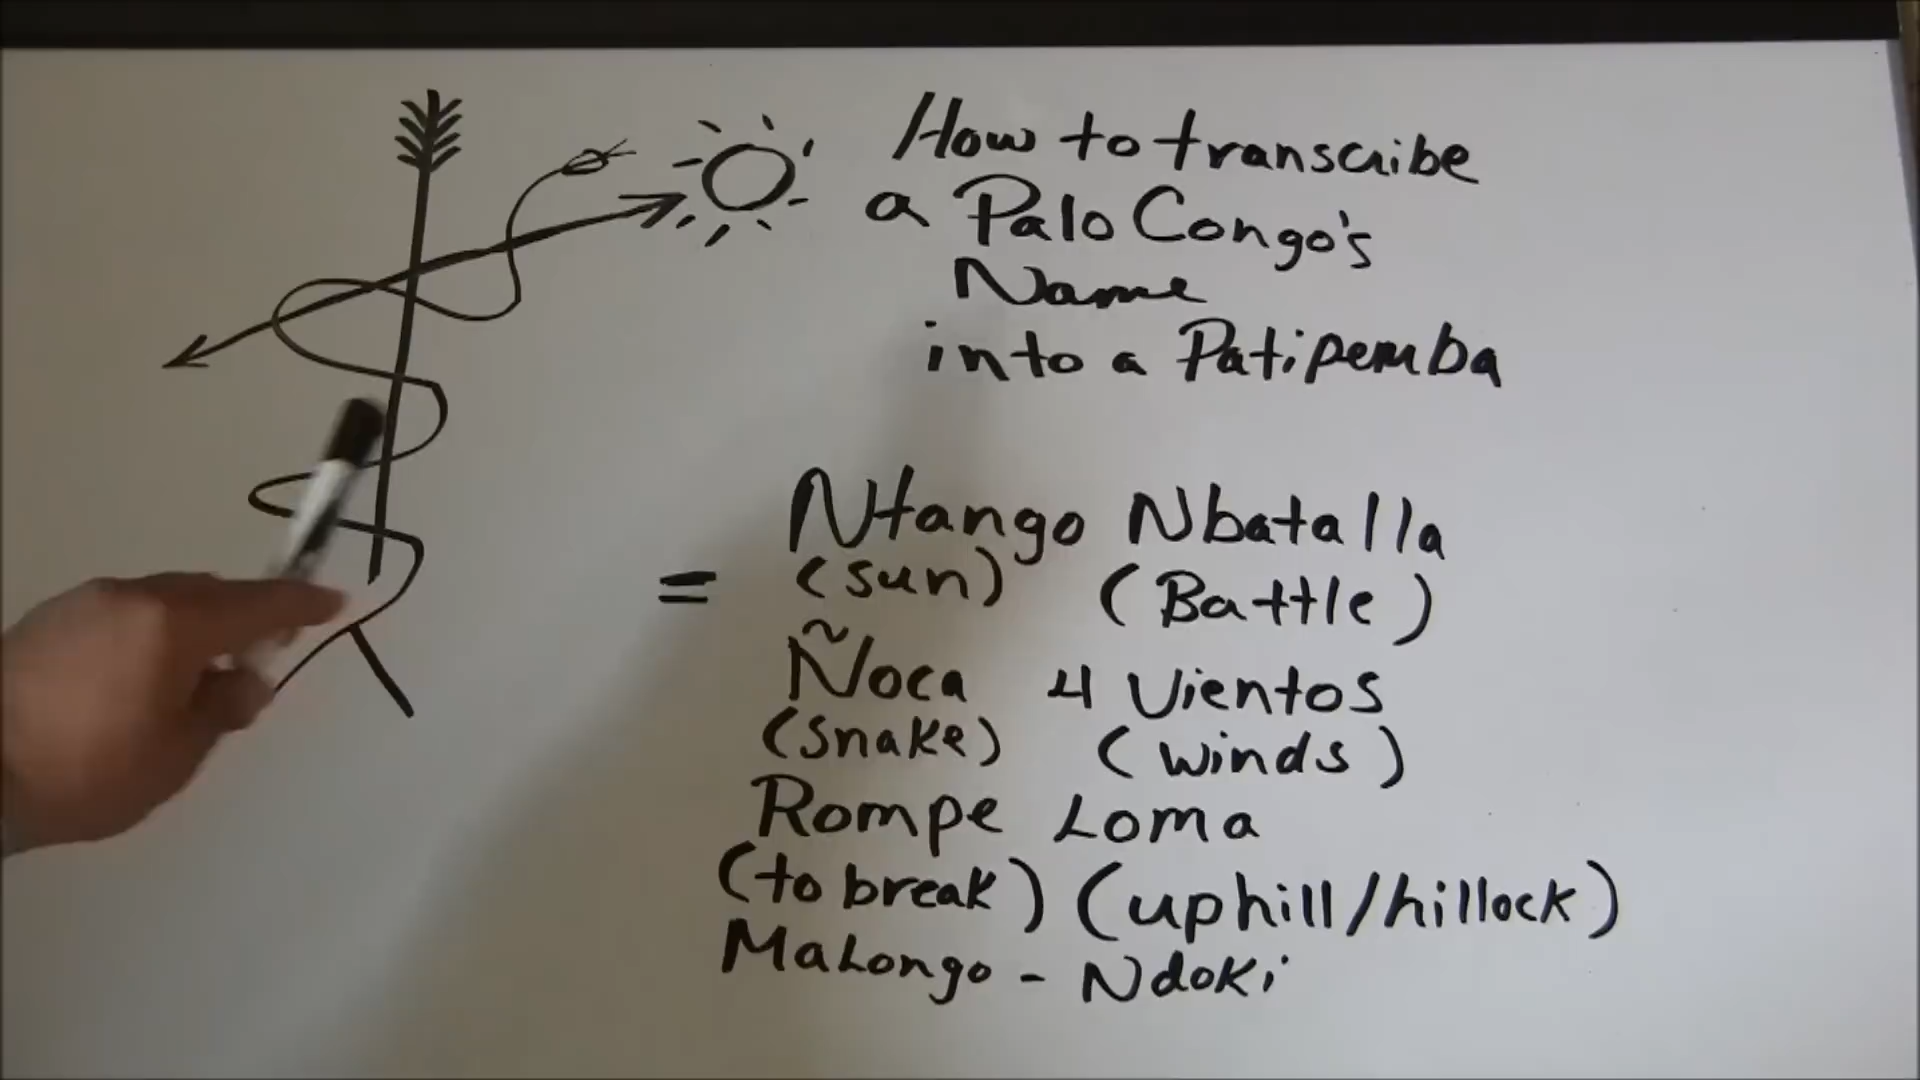 How to transcribe
a Palo Congo's
Name
into a Patipemba
Ntango Nbatalla
= (sun) (Battle)
Ñoca 4 Vientos
(snake) (winds)
Rompe Loma
(to break) (uphill/hillock)
MaLongo - Ndoki